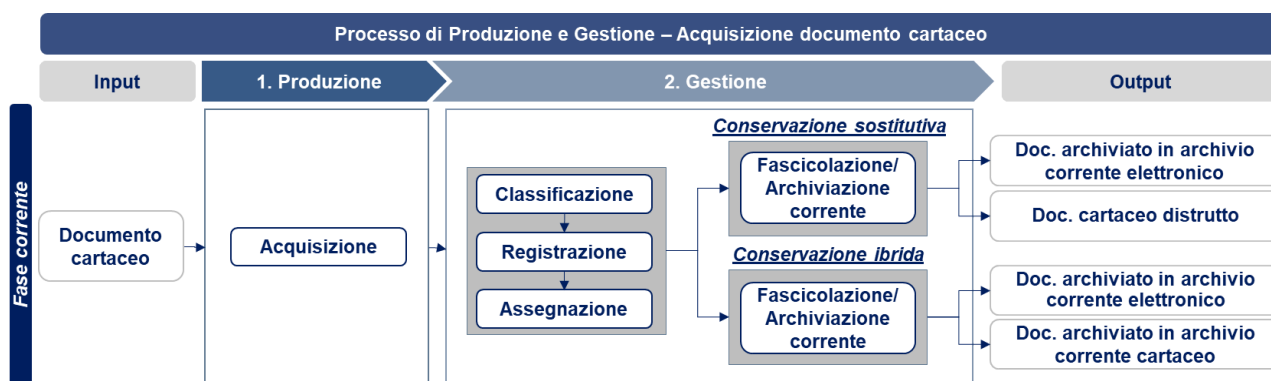 Processo di Produzione e Gestione – Acquisizione documento cartaceo
Input
1. Produzione
2. Gestione
Output
Fase corrente
Documento
cartaceo
Acquisizione
Classificazione
Registrazione
Assegnazione
Conservazione sostitutiva
Fascicolazione/
Archiviazione
corrente
Conservazione ibrida
Fascicolazione/
Archiviazione
corrente
Doc. archiviato in archivio
corrente elettronico
Doc. cartaceo distrutto
Doc. archiviato in archivio
corrente elettronico
Doc. archiviato in archivio
corrente cartaceo